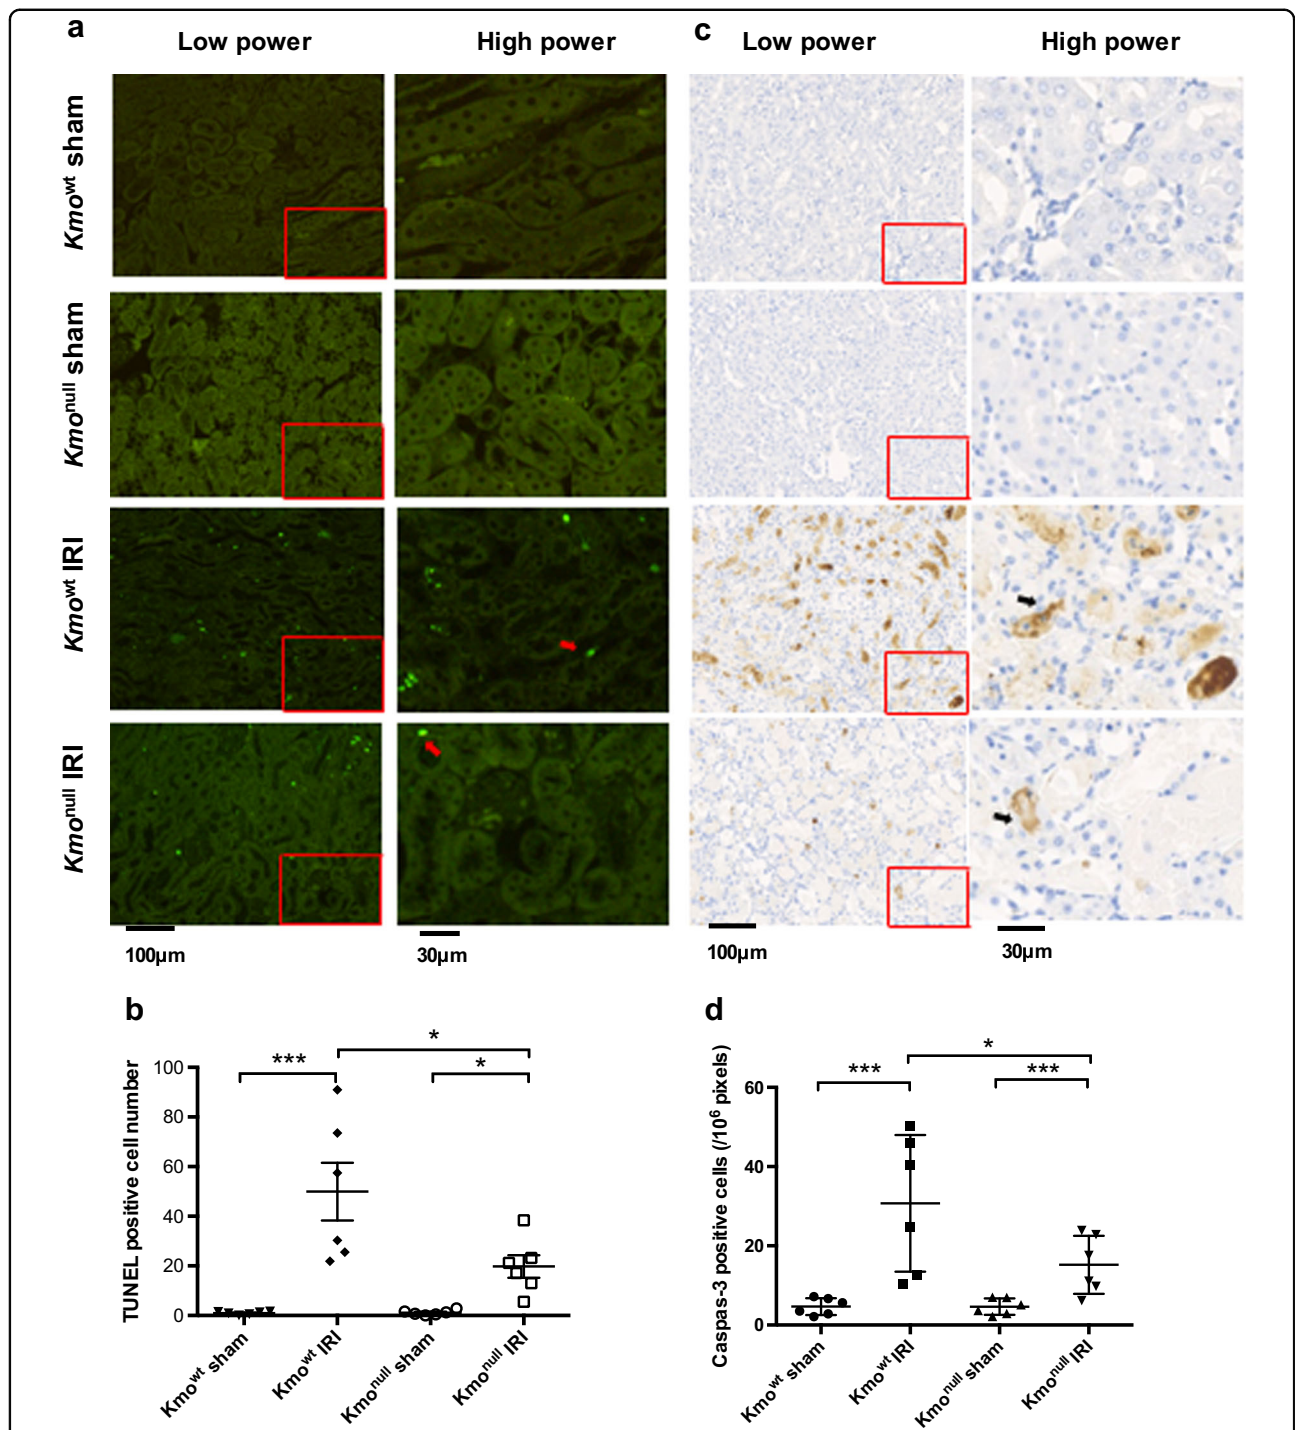 a
Low power
High power
c
Low power
High power
Kmowt sham
Kmonull sham
Kmowt IRI
Kmonull IRI
100μm
30μm
100μm
30μm
b
TUNEL positive cell number
100
80
60
40
20
0
***
*
*
Kmowt sham
Kmowt IRI
Kmonull sham
Kmonull IRI
d
Caspas-3 positive cells (/10⁶ pixels)
60
40
20
0
***
*
***
Kmowt sham
Kmowt IRI
Kmonull sham
Kmonull IRI